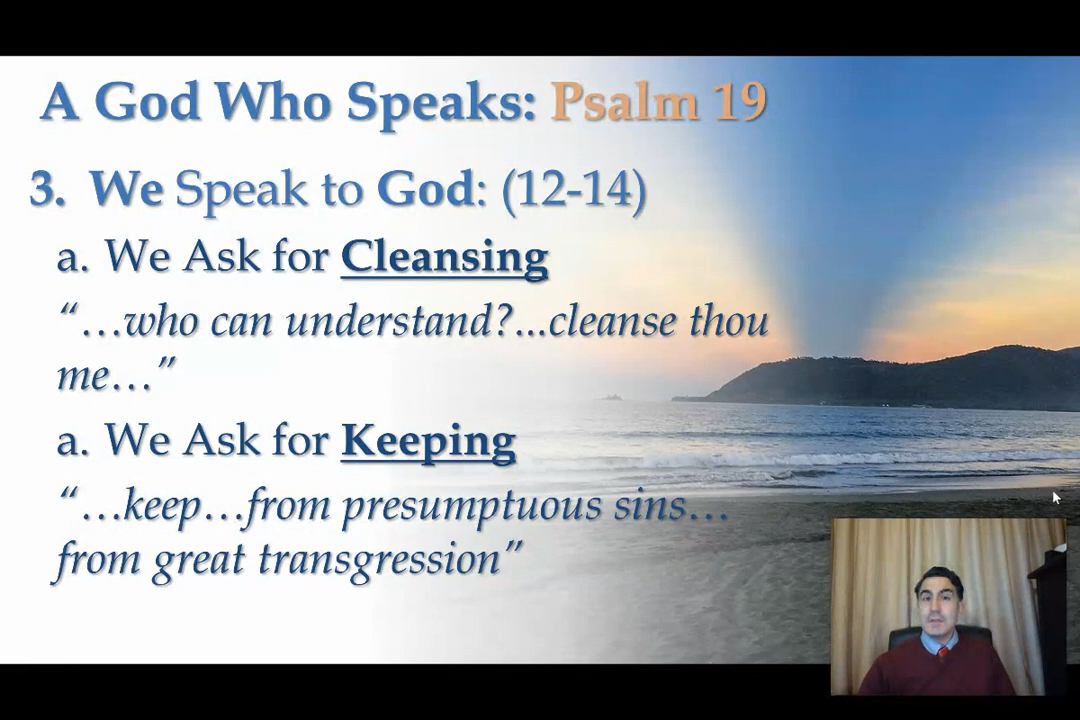 A God Who Speaks: Psalm 19
3. We Speak to God: (12-14)
a. We Ask for Cleansing
“…who can understand?...cleanse thou
me…”
a. We Ask for Keeping
“…keep…from presumptuous sins…
from great transgression”